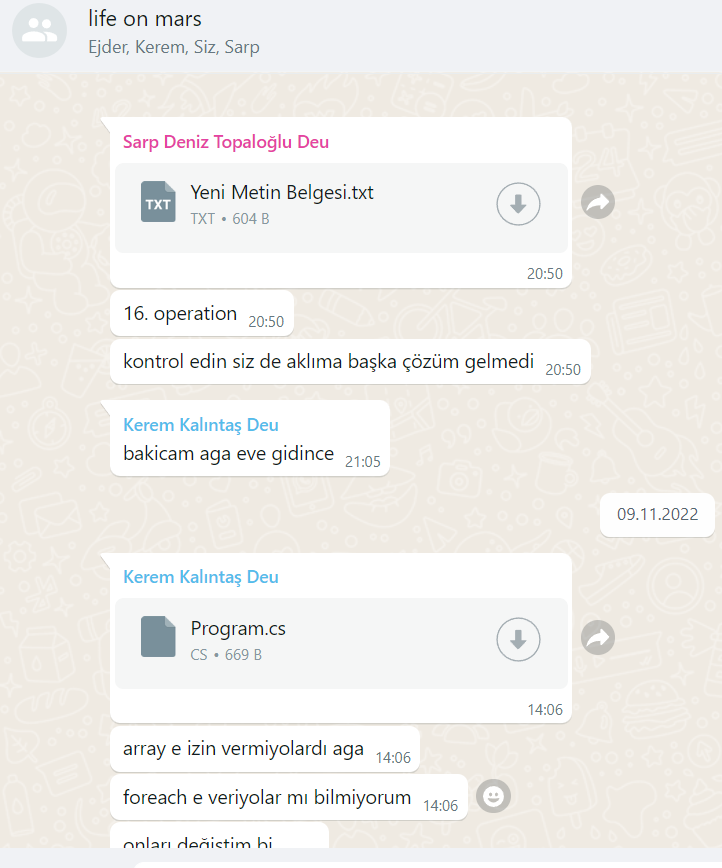 life on mars
Ejder, Kerem, Siz, Sarp
Sarp Deniz Topaloğlu Deu
TXT
Yeni Metin Belgesi.txt
TXT • 604 B
20:50
16. operation 20:50
kontrol edin siz de aklıma başka çözüm gelmedi 20:50
Kerem Kalıntaş Deu
bakicam aga eve gidince 21:05
09.11.2022
Kerem Kalıntaş Deu
Program.cs
CS • 669 B
14:06
array e izin vermiyolardı aga 14:06
foreach e veriyolar mı bilmiyorum 14:06
onları değiştim bi